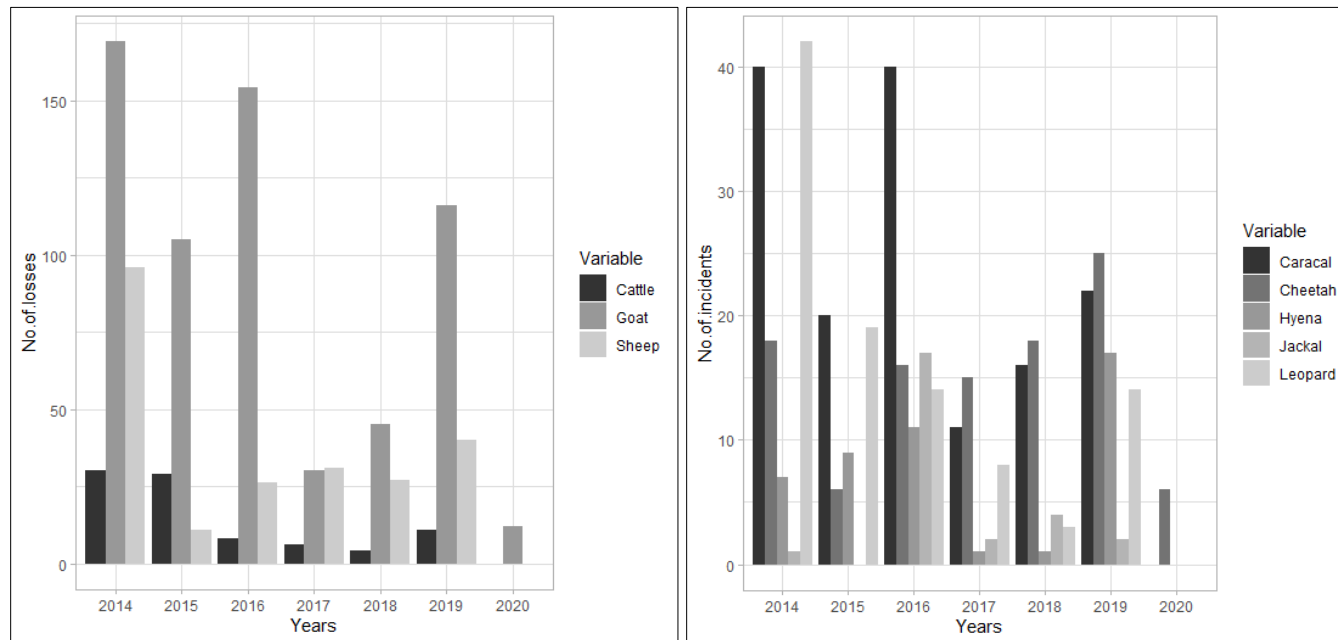 No.of.losses
150
100
50
0
2014 2015 2016 2017 2018 2019 2020
Years
Variable
Cattle
Goat
Sheep
No.of.incidents
40
30
20
10
0
2014 2015 2016 2017 2018 2019 2020
Years
Variable
Caracal
Cheetah
Hyena
Jackal
Leopard